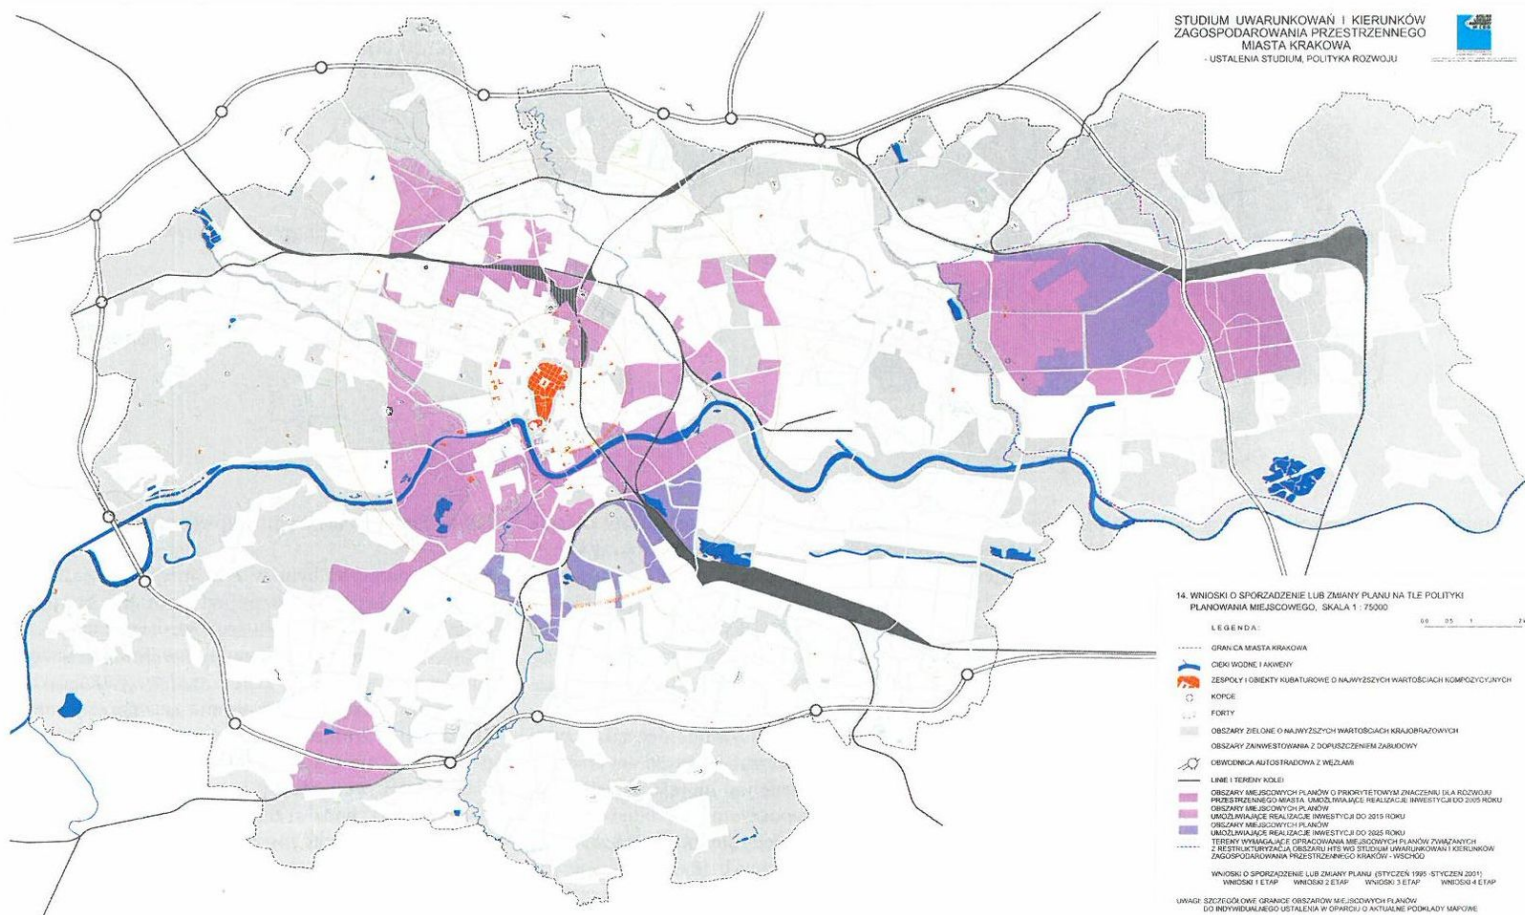 STUDIUM UWARUNKOWAŃ I KIERUNKÓW
ZAGOSPODAROWANIA PRZESTRZENNEGO
MIASTA KRAKOWA
- USTALENIA STUDIUM, POLITYKA ROZWOJU
14. WNIOSKI O SPORZĄDZENIE LUB ZMIANY PLANU NA TLE POLITYKI
PLANOWANIA MIEJSCOWEGO, SKALA 1 : 75000
LEGENDA:
GRANICA MIASTA KRAKOWA
CIEKI WODNE I AKWENY
ZESPOŁY I OBIEKTY KUBATUROWE O NAJWYŻSZYCH WARTOŚCIACH KOMPOZYCYJNYCH
KOPCE
FORTY
OBSZARY ZIELONE O NAJWYŻSZYCH WARTOŚCIACH KRAJOBRAZOWYCH
OBSZARY ZAINWESTOWANIA Z DOPUSZCZENIEM ZABUDOWY
OBWODNICA AUTOSTRADOWA Z WĘZŁAMI
LINIE I TERENY KOLEI
OBSZARY MIEJSCOWYCH PLANÓW O PRIORYTETOWYM ZNACZENIU DLA ROZWOJU
PRZESTRZENNEGO MIASTA, UMOŻLIWIAJĄCE REALIZACJE INWESTYCJI DO 2005 ROKU
OBSZARY MIEJSCOWYCH PLANÓW
UMOŻLIWIAJĄCE REALIZACJE INWESTYCJI DO 2015 ROKU
OBSZARY MIEJSCOWYCH PLANÓW
UMOŻLIWIAJĄCE REALIZACJE INWESTYCJI DO 2025 ROKU
TERENY WYMAGAJĄCE OPRACOWANIA MIEJSCOWYCH PLANÓW ZWIĄZANYCH
Z RESTRUKTURYZACJĄ OBSZARU HTS WG STUDIUM UWARUNKOWAŃ I KIERUNKÓW
ZAGOSPODAROWANIA PRZESTRZENNEGO KRAKÓW - WSCHÓD
WNIOSKI O SPORZĄDZENIE LUB ZMIANY PLANU (STYCZEŃ 1995 -STYCZEŃ 2001)
WNIOSKI 1 ETAP WNIOSKI 2 ETAP WNIOSKI 3 ETAP WNIOSKI 4 ETAP
UWAGI: SZCZEGÓŁOWE GRANICE OBSZARÓW MIEJSCOWYCH PLANÓW
DO INDYWIDUALNEGO USTALENIA W OPARCIU O AKTUALNE PODKŁADY MAPOWE